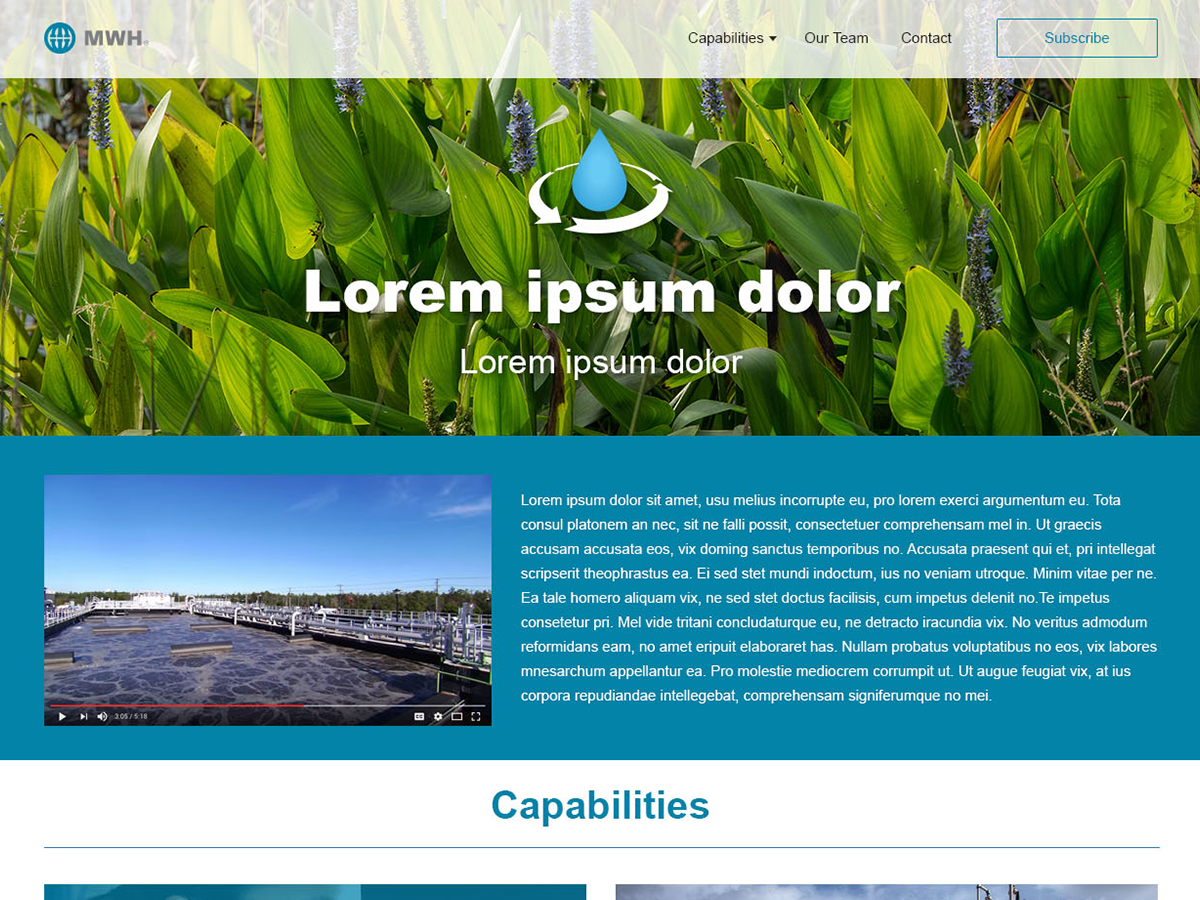 MWH
Capabilities
Our Team
Contact
Subscribe
Lorem ipsum dolor
Lorem ipsum dolor
Lorem ipsum dolor sit amet, usu melius incorrupte eu, pro lorem exerci argumentum eu. Tota
consul platonem an nec, sit ne falli possit, consectetuer comprehensam mel in. Ut graecis
accusam accusata eos, vix doming sanctus temporibus no. Accusata praesent qui et, pri intellegat
scripserit theophrastus ea. Ei sed stet mundi indoctum, ius no veniam utroque. Minim vitae per ne.
Ea tale homero aliquam vix, ne sed stet doctus facilisis, cum impetus delenit no.Te impetus
consetetur pri. Mel vide tritani concludaturque eu, ne detracto iracundia vix. No veritus admodum
reformidans eam, no amet eripuit elaboraret has. Nullam probatus voluptatibus no eos, vix labores
mnesarchum appellantur ea. Pro molestie mediocrem corrumpit ut. Ut augue feugiat vix, at ius
corpora repudiandae intellegebat, comprehensam signiferumque no mei.
3:05 / 5:18
CC
Capabilities